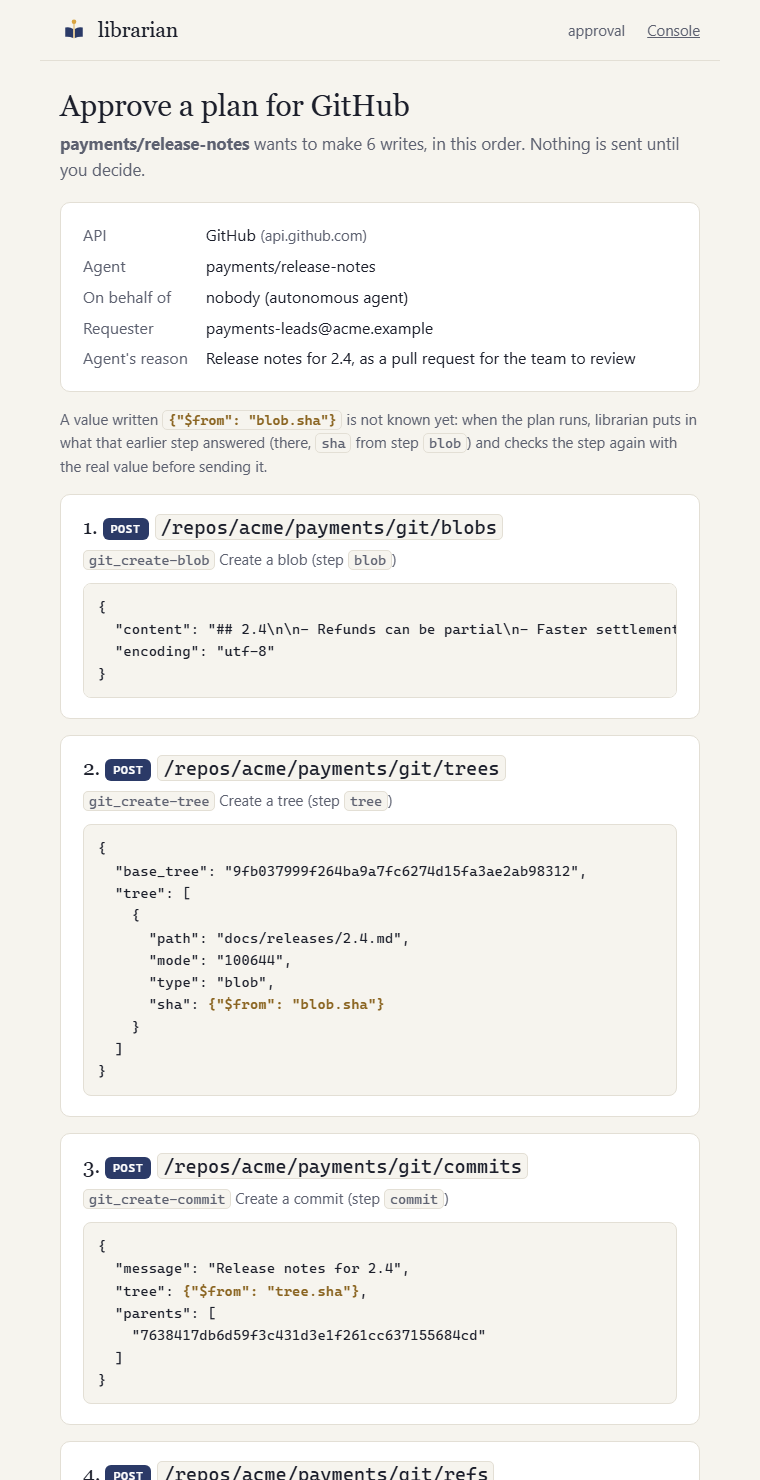 librarian
approval Console
Approve a plan for GitHub
payments/release-notes wants to make 6 writes, in this order. Nothing is sent until
you decide.
API GitHub (api.github.com)
Agent payments/release-notes
On behalf of nobody (autonomous agent)
Requester payments-leads@acme.example
Agent's reason Release notes for 2.4, as a pull request for the team to review
A value written {"$from": "blob.sha"} is not known yet: when the plan runs, librarian puts in
what that earlier step answered (there, sha from step blob) and checks the step again with
the real value before sending it.
1. POST /repos/acme/payments/git/blobs
git_create-blob Create a blob (step blob)
{
  "content": "## 2.4\n\n- Refunds can be partial\n- Faster settlement
  "encoding": "utf-8"
}
2. POST /repos/acme/payments/git/trees
git_create-tree Create a tree (step tree)
{
  "base_tree": "9fb037999f264ba9a7fc6274d15fa3ae2ab98312",
  "tree": [
    {
      "path": "docs/releases/2.4.md",
      "mode": "100644",
      "type": "blob",
      "sha": {"$from": "blob.sha"}
    }
  ]
}
3. POST /repos/acme/payments/git/commits
git_create-commit Create a commit (step commit)
{
  "message": "Release notes for 2.4",
  "tree": {"$from": "tree.sha"},
  "parents": [
    "7638417db6d59f3c431d3e1f261cc637155684cd"
  ]
}
4. POST /repos/acme/payments/git/refs